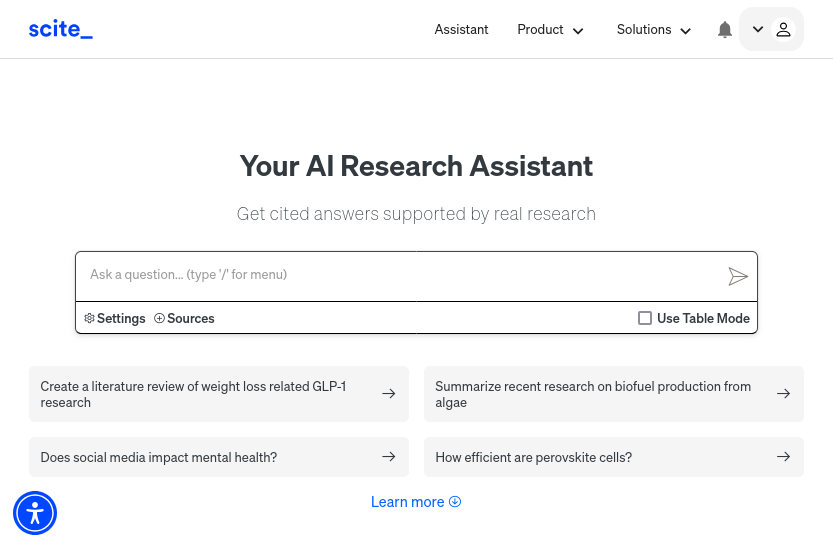 scite_
Assistant
Product
Solutions
Your AI Research Assistant
Get cited answers supported by real research
Ask a question... (type '/' for menu)
Settings
Sources
Use Table Mode
Create a literature review of weight loss related GLP-1
research
Summarize recent research on biofuel production from
algae
Does social media impact mental health?
How efficient are perovskite cells?
Learn more